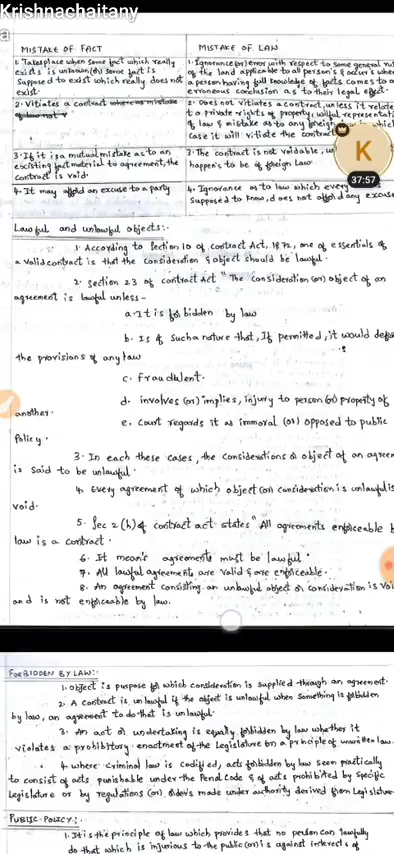 Krishnachaitany
a
MISTAKE OF FACT
MISTAKE OF LAW
1. Takes place when some fact which really exists is unknown (or) some fact is supposed to exist which really does not exist.
1. Ignorance (or) error with respect to some general ru of the land applicable to all person's & occur's when a person having full knowledge of facts comes to a erroneous conclusion as to their legal effect.
2. Vitiates a contract
2. Does not vitiates a contract, unless it relate to a private rights of property, wilful representati of law & mistake as to any foreign which case it will vitiate the contract
3. If it is a mutual mistake as to an existing fact material to agreement, the contract is void.
3. The contract is not voidable, un happen's to be of foreign Law
4. It may afford an excuse to a party
4. Ignorance as to law which every supposed to know, does not afford any excuse
K
37:57
Lawful and unlawful objects:-
1. According to Section 10 of contract Act, 1872, one of essentials of
a valid contract is that the consideration & object should be lawful.
2. Section 23 of contract Act "The consideration (or) object of an
agreement is lawful unless -
a. It is forbidden by law
b. Is of such a nature that, If permitted, it would defe
the provisions of any law
c. Fraudulent.
d. involves (or) implies, injury to person (or) property of
another.
e. Court regards it as immoral (or) opposed to public
Policy.
3. In each these cases, the considerations or object of an agreem
is said to be unlawful.
4. Every agreement of which object (or) consideration is unlawful is
void.
5. Sec 2(h) of contract act states "All agreements enforceable b
law is a contract.
6. It mean's agreements must be lawful.
7. All lawful agreements are valid & are enforceable.
8. An agreement consisting an unlawful object or consideration is voi
and is not enforceable by law.
FORBIDDEN BY LAW:-
1. Object is purpose for which consideration is supplied through an agreement.
2. A contract is unlawful if the object is unlawful when something is forbidden
by law, an agreement to do that is unlawful.
3. An act or undertaking is equally forbidden by law whether it
violates a prohibitory enactment of the Legislature (or) a principle of unwritten law.
4. where Criminal law is Codified, acts forbidden by law seen practically
to consist of acts punishable under the Penal Code & of acts prohibited by Specific
Legislature or by regulations (or) orders made under authority derived from Legislature
PUBLIC POLICY:-
1. It is the principle of law which provides that no person can lawfully
do that which is injurious to the public (or) is against interests of